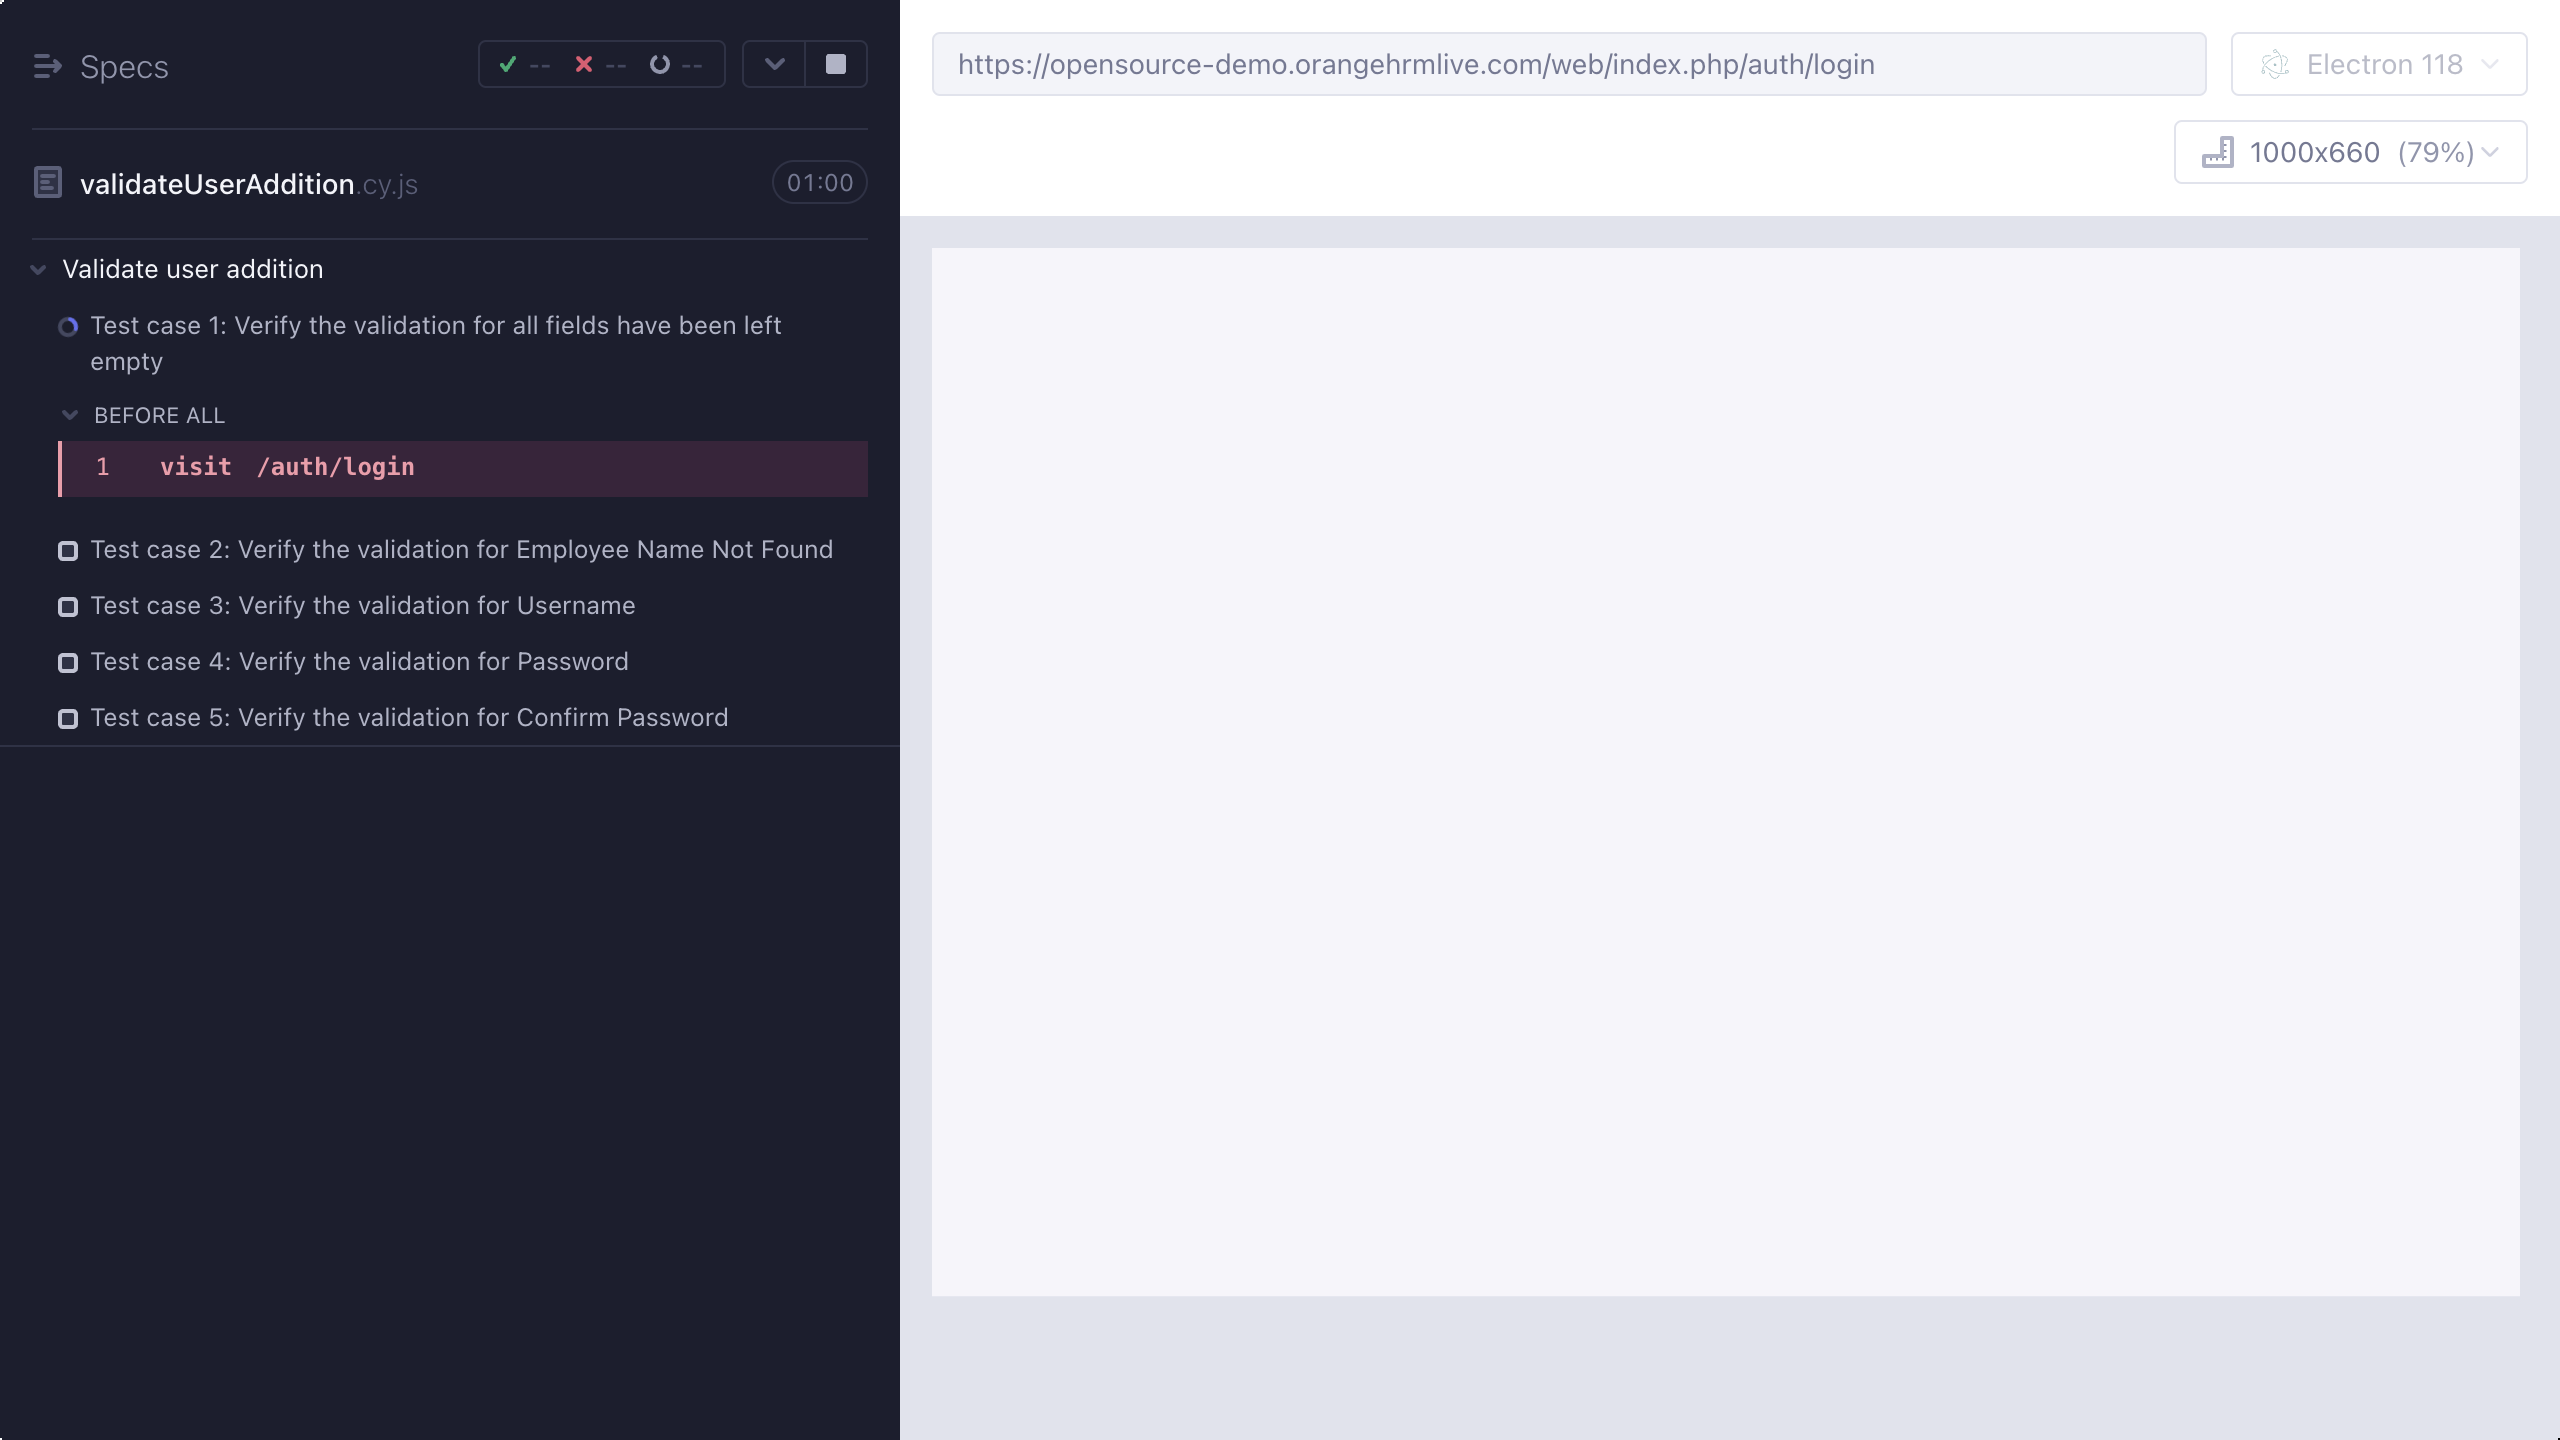 Specs
-- -- --
validateUserAddition.cy.js
01:00
Validate user addition
Test case 1: Verify the validation for all fields have been left
empty
BEFORE ALL
1 visit /auth/login
Test case 2: Verify the validation for Employee Name Not Found
Test case 3: Verify the validation for Username
Test case 4: Verify the validation for Password
Test case 5: Verify the validation for Confirm Password
https://opensource-demo.orangehrmlive.com/web/index.php/auth/login
Electron 118
1000x660 (79%)